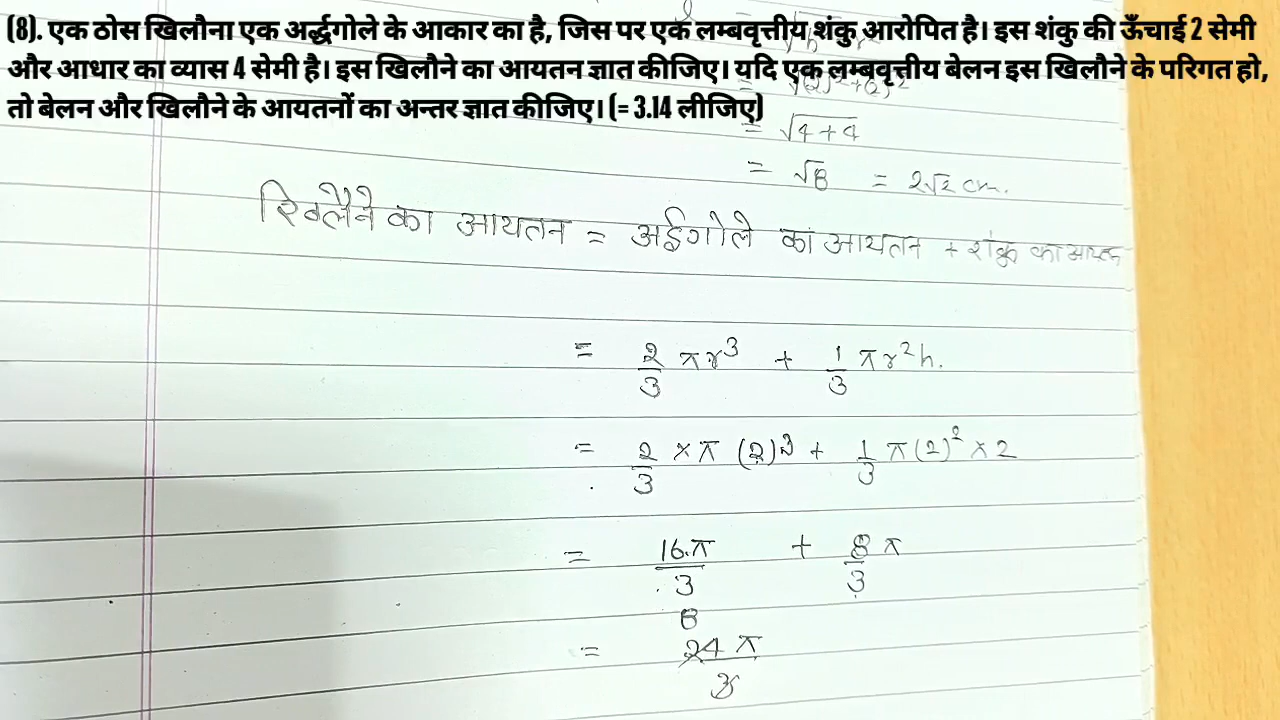 (8). एक ठोस खिलौना एक अर्द्धगोले के आकार का है, जिस पर एक लम्बवृत्तीय शंकु आरोपित है। इस शंकु की ऊँचाई 2 सेमी
और आधार का व्यास 4 सेमी है। इस खिलौने का आयतन ज्ञात कीजिए। यदि एक लम्बवृत्तीय बेलन इस खिलौने के परिगत हो,
तो बेलन और खिलौने के आयतनों का अन्तर ज्ञात कीजिए। (= 3.14 लीजिए)
= √4+4
= √8 = 2√2 cm.
खिलौने का आयतन = अर्द्धगोले का आयतन + शंकु का आयतन
= 2/3 πr³ + 1/3 πr²h.
= 2/3 × π (2)³ + 1/3 π(2)² × 2
= 16π/3 + 8/3 π
8
= 24 π/3